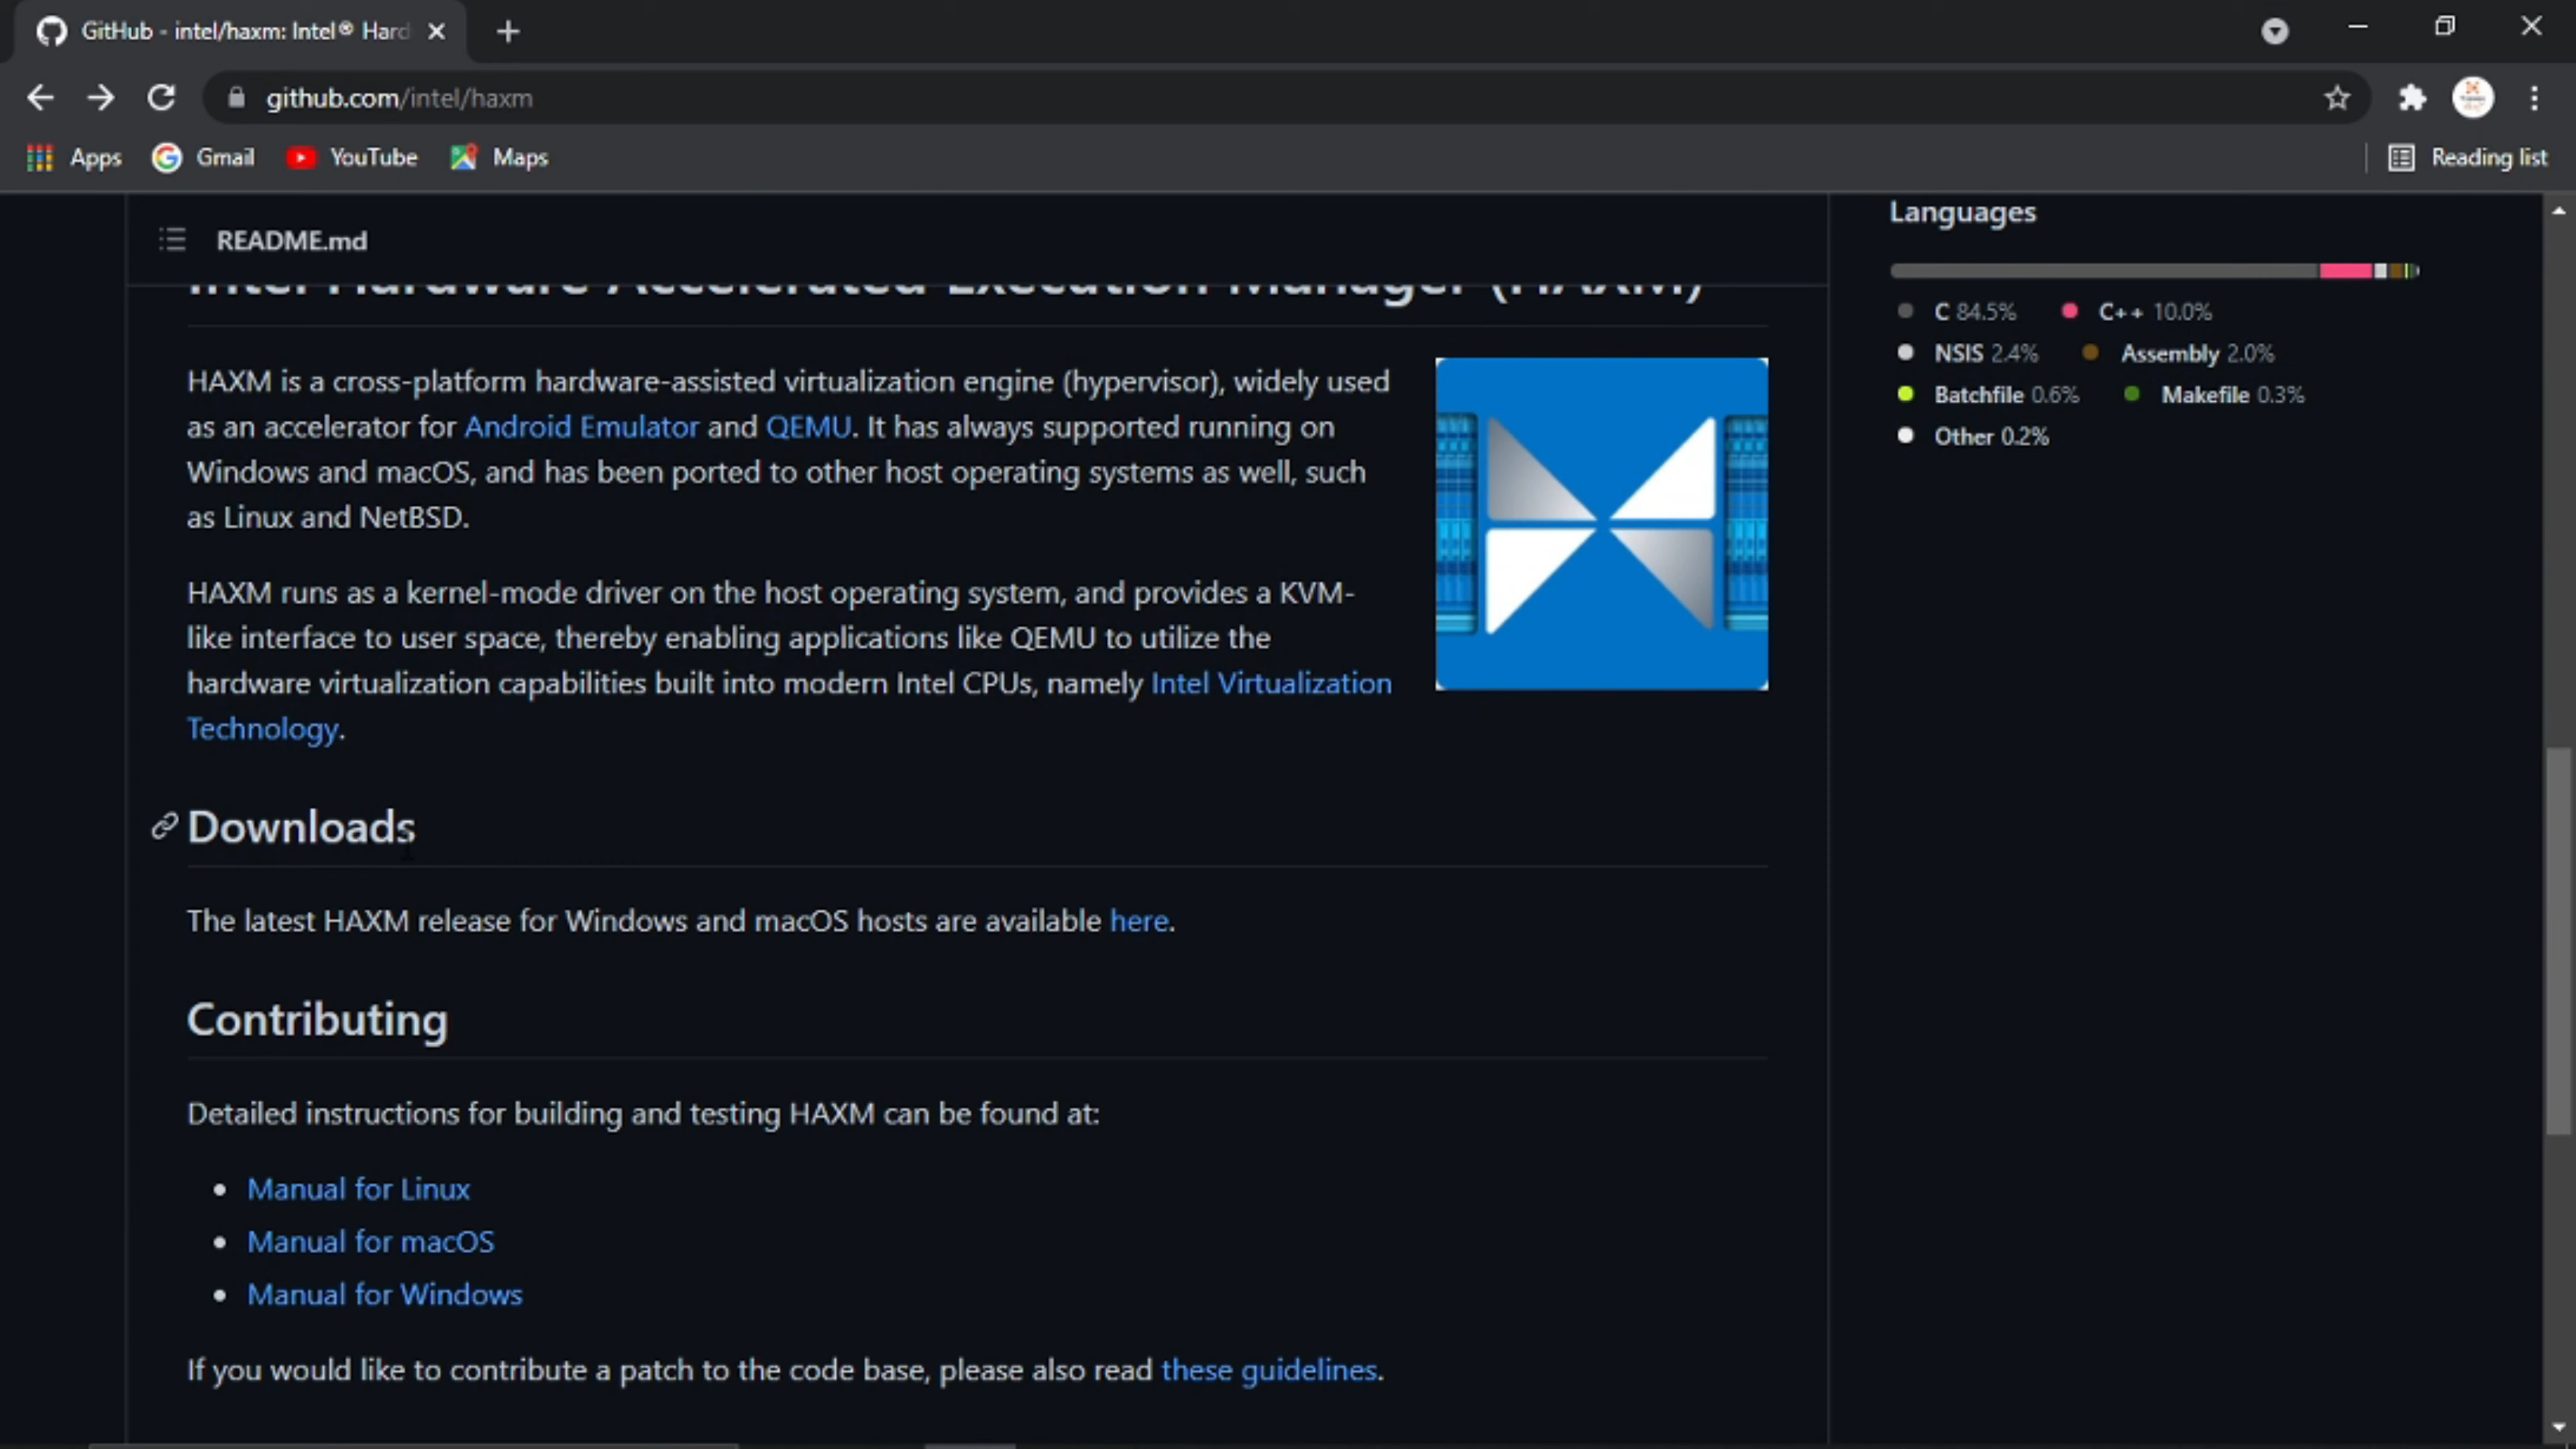 GitHub - intel/haxm: Intel® Hard
github.com/intel/haxm
Apps Gmail YouTube Maps Reading list
README.md
Intel Hardware Accelerated Execution Manager (HAXM)
HAXM is a cross-platform hardware-assisted virtualization engine (hypervisor), widely used
as an accelerator for Android Emulator and QEMU. It has always supported running on
Windows and macOS, and has been ported to other host operating systems as well, such
as Linux and NetBSD.
HAXM runs as a kernel-mode driver on the host operating system, and provides a KVM-
like interface to user space, thereby enabling applications like QEMU to utilize the
hardware virtualization capabilities built into modern Intel CPUs, namely Intel Virtualization
Technology.
Downloads
The latest HAXM release for Windows and macOS hosts are available here.
Contributing
Detailed instructions for building and testing HAXM can be found at:
• Manual for Linux
• Manual for macOS
• Manual for Windows
If you would like to contribute a patch to the code base, please also read these guidelines.
Languages
C 84.5% C++ 10.0%
NSIS 2.4% Assembly 2.0%
Batchfile 0.6% Makefile 0.3%
Other 0.2%